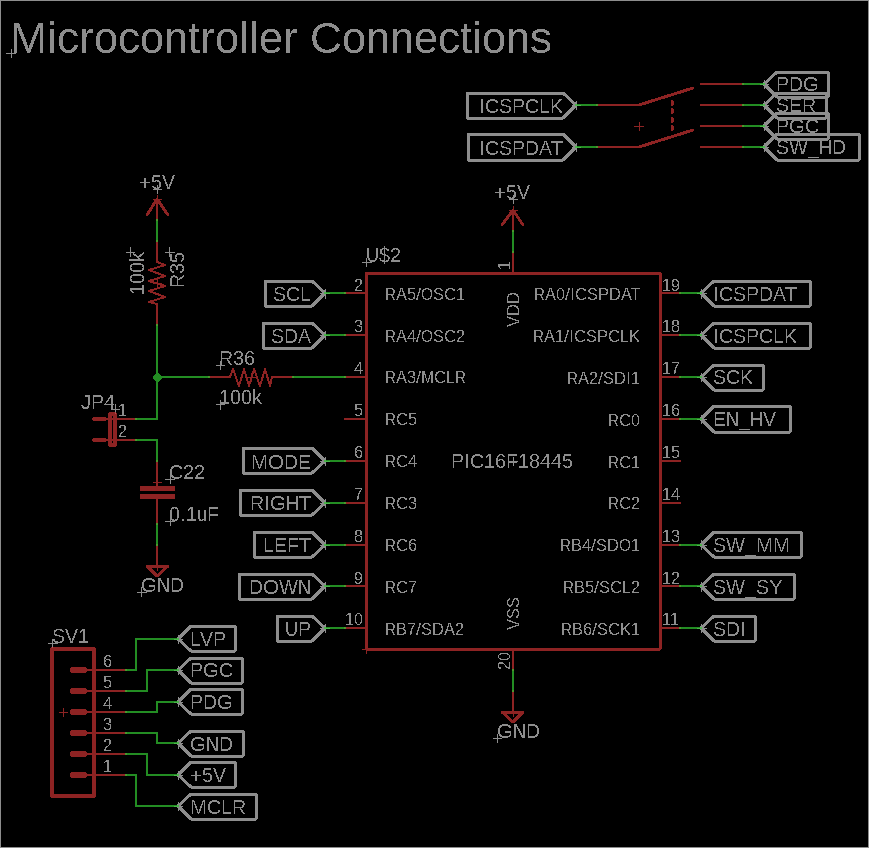 Microcontroller Connections
PDG
ICSPCLK
SER
PGC
ICSPDAT
SW_HD
+5V
+5V
100k
R35
U$2
1
VDD
SCL
2
RA5/OSC1
RA0/ICSPDAT
19
ICSPDAT
SDA
3
RA4/OSC2
RA1/ICSPCLK
18
ICSPCLK
R36
100k
4
RA3/MCLR
RA2/SDI1
17
SCK
JP4
1
2
5
RC5
RC0
16
EN_HV
MODE
6
RC4
PIC16F18445
RC1
15
C22
0.1uF
RIGHT
7
RC3
RC2
14
LEFT
8
RC6
RB4/SDO1
13
SW_MM
GND
DOWN
9
RC7
RB5/SCL2
12
SW_SY
UP
10
RB7/SDA2
VSS
RB6/SCK1
11
SDI
20
GND
SV1
6
LVP
5
PGC
4
PDG
3
GND
2
+5V
1
MCLR